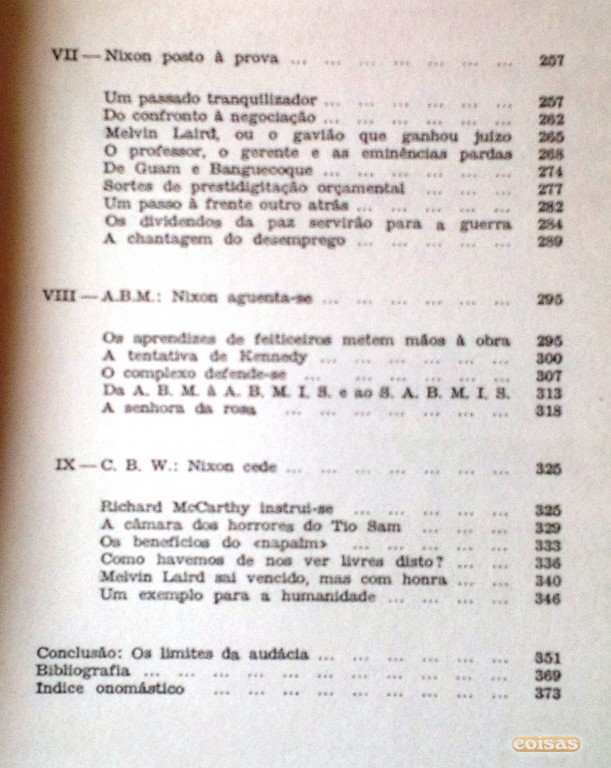 VII — Nixon posto à prova ... ... ... ... ... ... ... 257
Um passado tranquilizador ... ... ... ... ... ... 257
Do confronto à negociação ... ... ... ... ... ... 262
Melvin Laird, ou o gavião que ganhou juízo 265
O professor, o gerente e as eminências pardas 268
De Guam e Banguecoque ... ... ... ... ... ... 274
Sortes de prestidigitação orçamental ... ... ... 277
Um passo à frente outro atrás ... ... ... ... ... 282
Os dividendos da paz servirão para a guerra 284
A chantagem do desemprego ... ... ... ... ... 289
VIII — A.B.M.: Nixon aguenta-se ... ... ... ... ... ... 295
Os aprendizes de feiticeiros metem mãos à obra 295
A tentativa de Kennedy ... ... ... ... ... ... 300
O complexo defende-se ... ... ... ... ... ... 307
Da A. B. M. à A. B. M. I. S. e ao S. A. B. M. I. S. 313
A senhora da rosa ... ... ... ... ... ... ... 318
IX — C. B. W.: Nixon cede ... ... ... ... ... ... ... 325
Richard McCarthy instrui-se ... ... ... ... ... 325
A câmara dos horrores do Tio Sam ... ... ... 329
Os benefícios do «napalm» ... ... ... ... ... 333
Como havemos de nos ver livres disto? ... ... 336
Melvin Laird sai vencido, mas com honra ... ... 340
Um exemplo para a humanidade ... ... ... ... 346
Conclusão: Os limites da audácia ... ... ... ... ... ... 351
Bibliografia ... ... ... ... ... ... ... ... ... ... ... 369
Índice onomástico ... ... ... ... ... ... ... ... ... 373
coisas